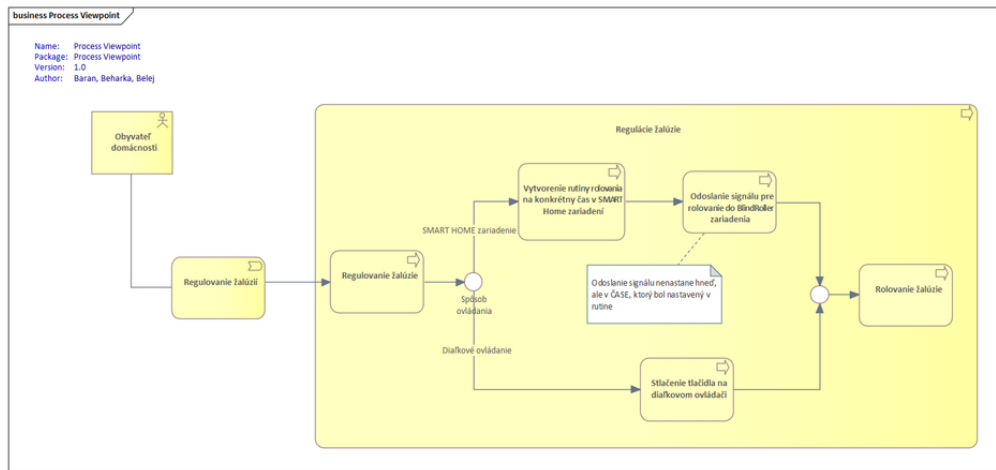 business Process Viewpoint
Name: Process Viewpoint
Package: Process Viewpoint
Version: 1.0
Author: Baran, Beharka, Belej
Obyvateľ
domácnosti
Regulovanie žalúzií
Regulácie žalúzie
Regulovanie žalúzie
Spôsob
ovládania
SMART HOME zariadenie
Diaľkové ovládanie
Vytvorenie rutiny rolovania
na konkrétny čas v SMART
Home zariadení
Odoslanie signálu pre
rolovanie do BlindRoller
zariadenia
Odoslanie signálu nenastane hneď,
ale v ČASE, ktorý bol nastavený v
rutine
Stlačenie tlačidla na
diaľkovom ovládači
Rolovanie žalúzie